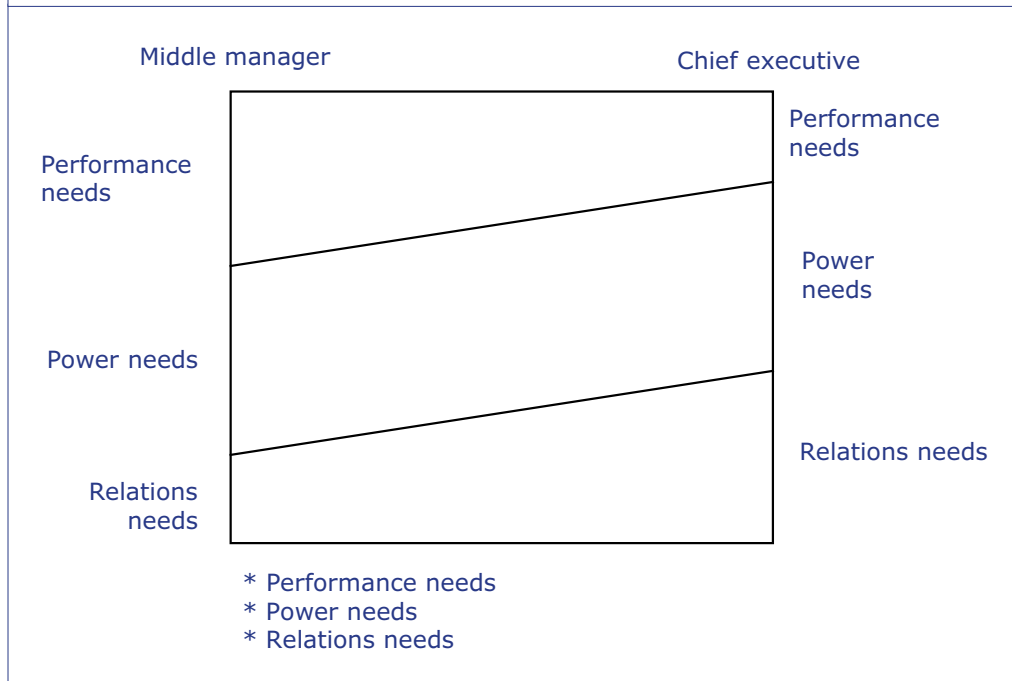 Middle manager
Chief executive
Performance
needs
Performance
needs
Power
needs
Power needs
Relations needs
Relations
needs
* Performance needs
* Power needs
* Relations needs